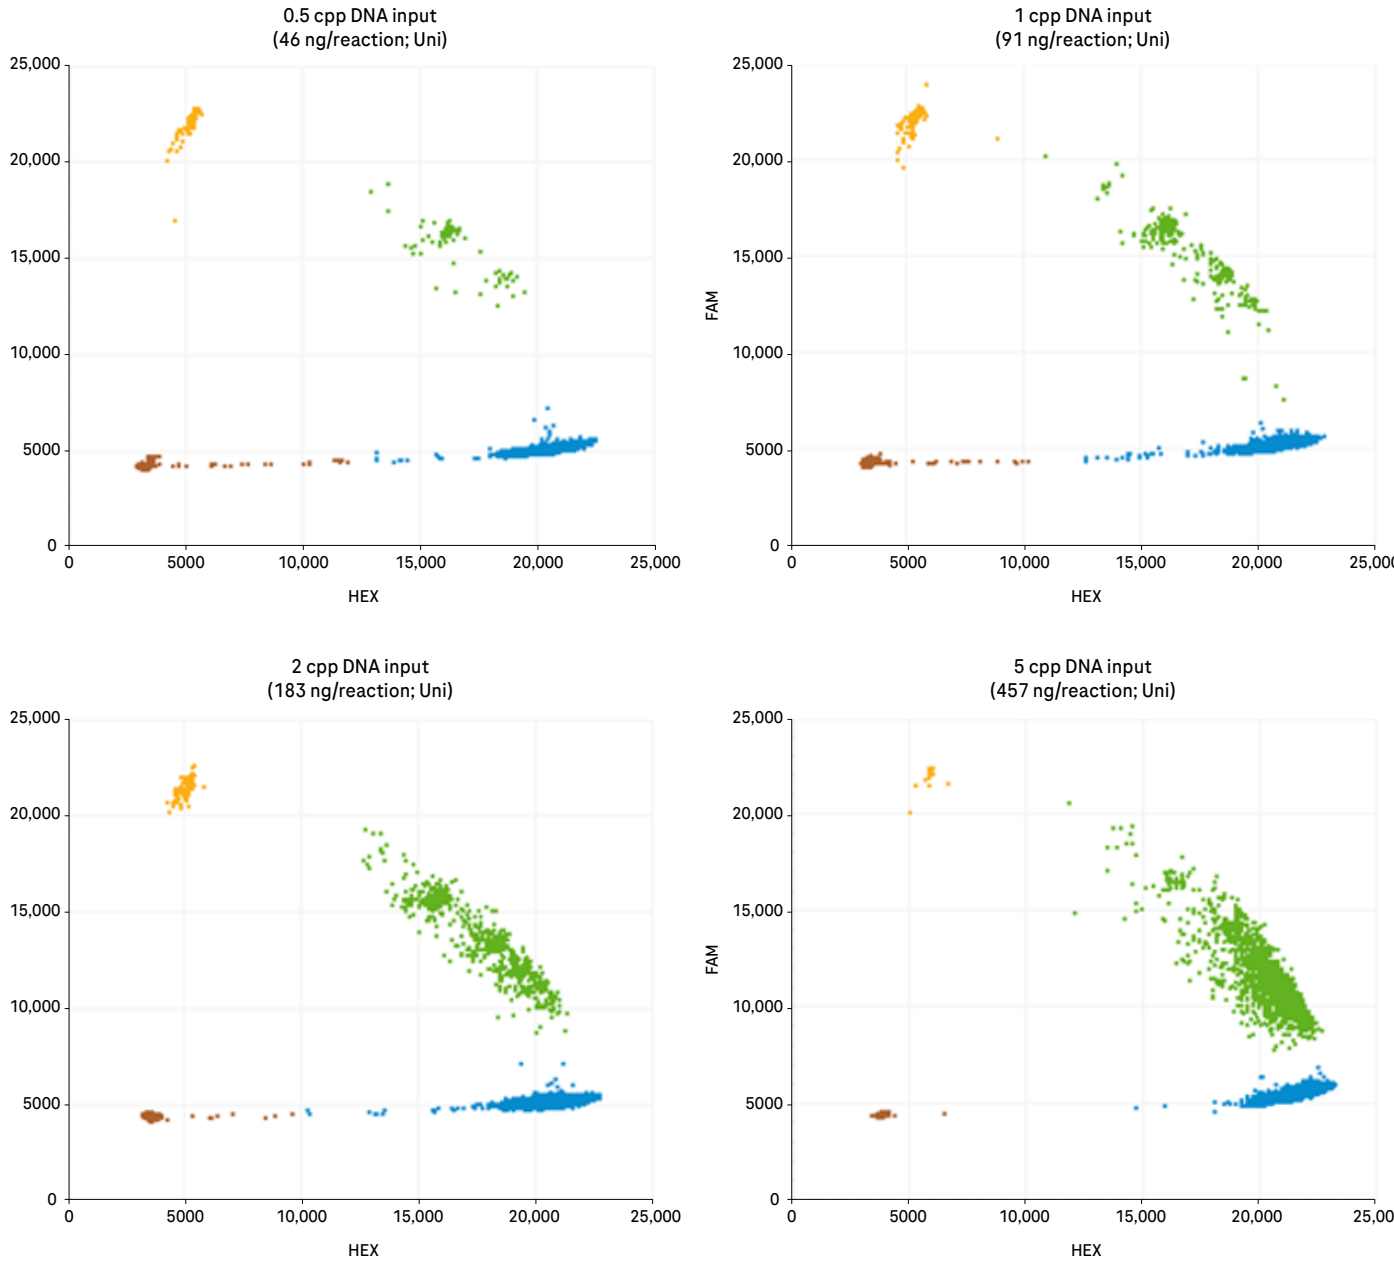 0.5 cpp DNA input
(46 ng/reaction; Uni)
25,000
20,000
15,000
10,000
5000
0
0 5000 10,000 15,000 20,000 25,000
HEX
1 cpp DNA input
(91 ng/reaction; Uni)
FAM
25,000
20,000
15,000
10,000
5000
0
0 5000 10,000 15,000 20,000 25,000
HEX
2 cpp DNA input
(183 ng/reaction; Uni)
25,000
20,000
15,000
10,000
5000
0
0 5000 10,000 15,000 20,000 25,000
HEX
5 cpp DNA input
(457 ng/reaction; Uni)
FAM
25,000
20,000
15,000
10,000
5000
0
0 5000 10,000 15,000 20,000 25,000
HEX